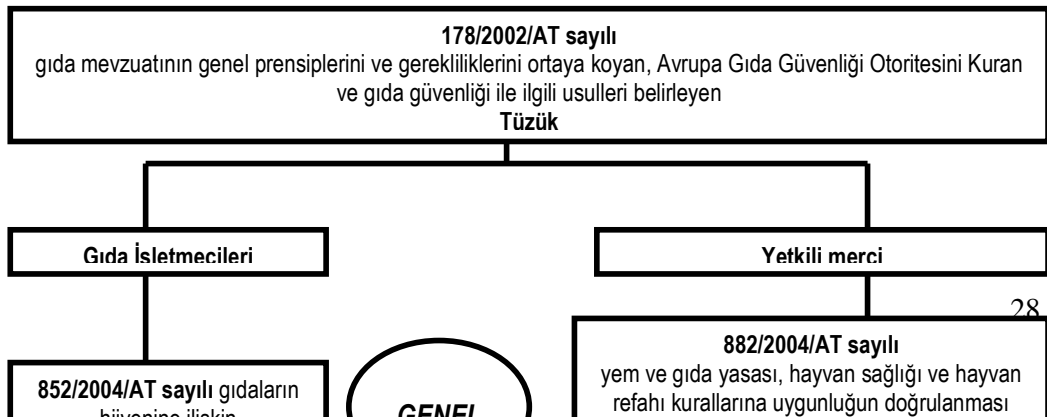 178/2002/AT sayılı
gıda mevzuatının genel prensiplerini ve gerekliliklerini ortaya koyan, Avrupa Gıda Güvenliği Otoritesini Kuran
ve gıda güvenliği ile ilgili usulleri belirleyen
Tüzük
Gıda İşletmecileri
Yetkili merci
28
852/2004/AT sayılı gıdaların
hijyenine ilişkin
GENEL
882/2004/AT sayılı
yem ve gıda yasası, hayvan sağlığı ve hayvan
refahı kurallarına uygunluğun doğrulanması